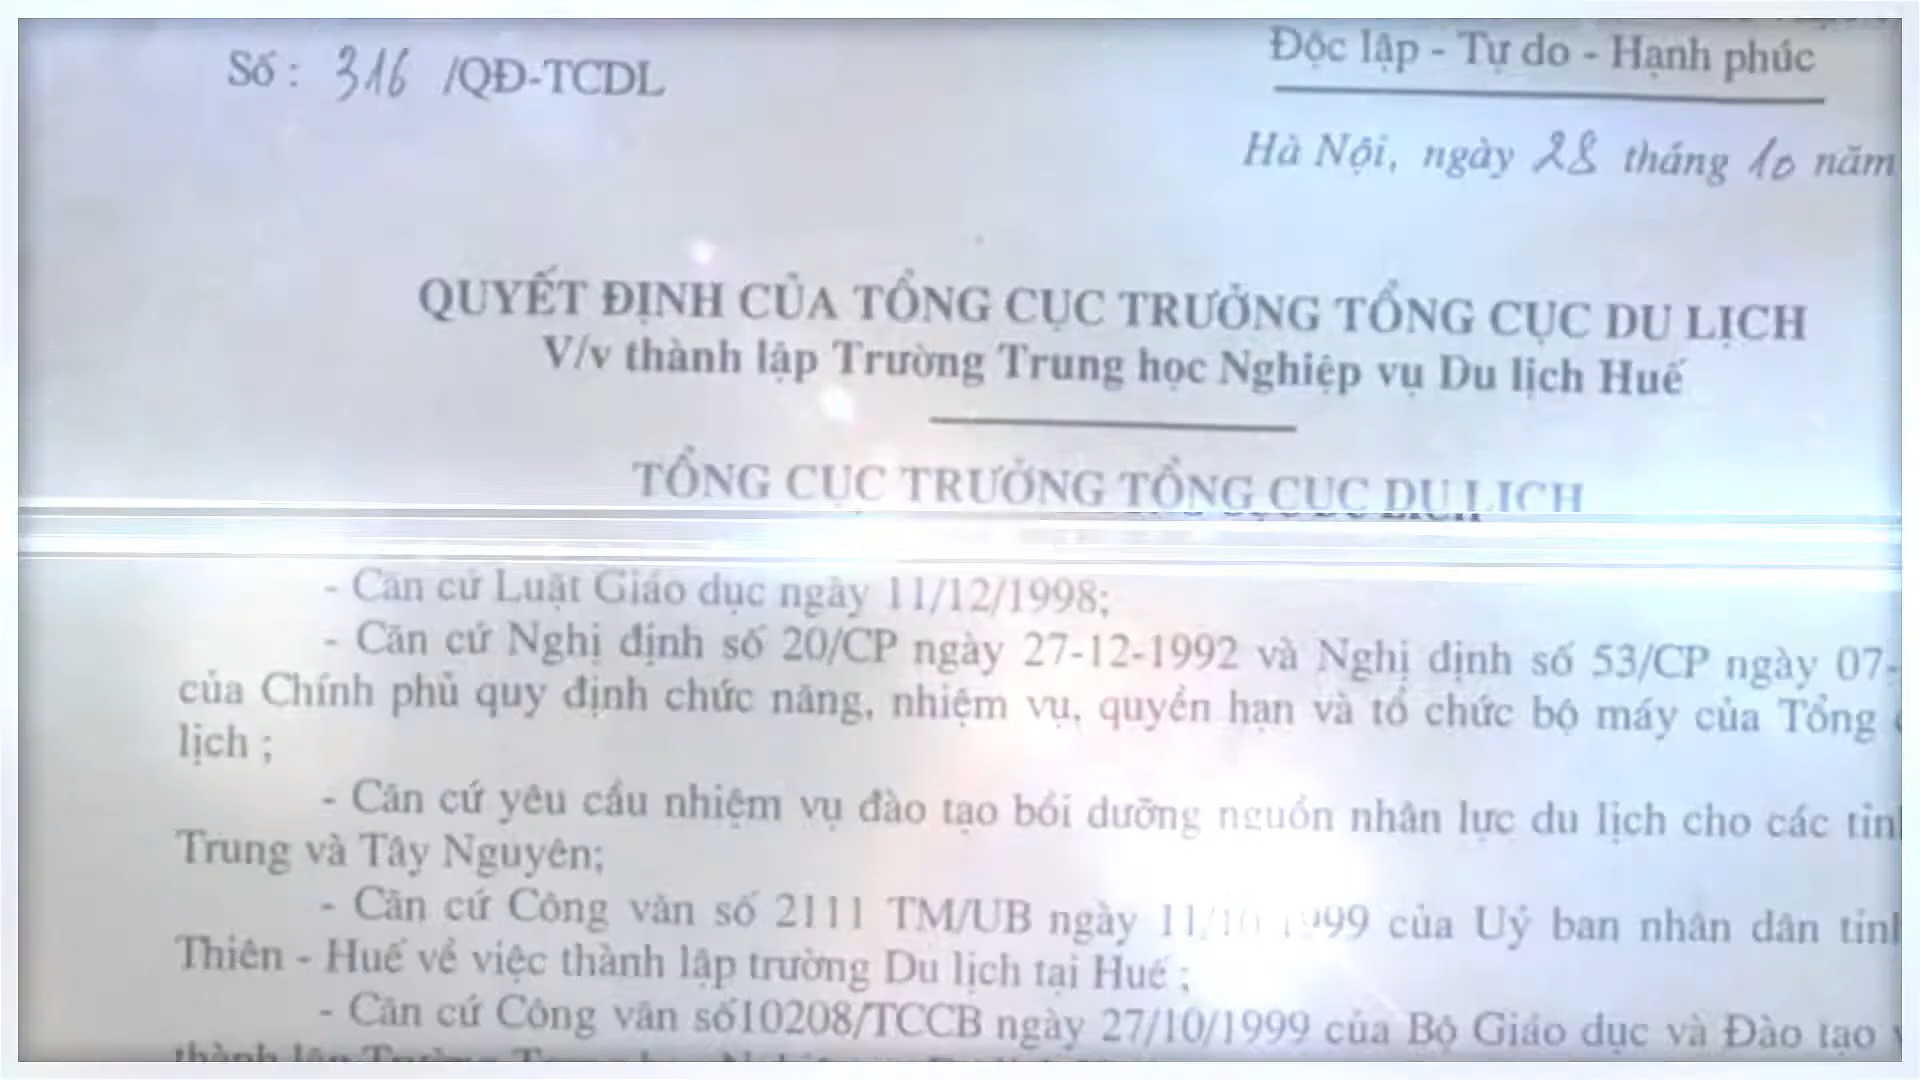 Độc lập - Tự do - Hạnh phúc
Số : 316 /QĐ-TCDL
Hà Nội, ngày 28 tháng 10 năm
QUYẾT ĐỊNH CỦA TỔNG CỤC TRƯỞNG TỔNG CỤC DU LỊCH
V/v thành lập Trường Trung học Nghiệp vụ Du lịch Huế
TỔNG CỤC TRƯỞNG TỔNG CỤC DU LỊCH
- Căn cứ Luật Giáo dục ngày 11/12/1998;
- Căn cứ Nghị định số 20/CP ngày 27-12-1992 và Nghị định số 53/CP ngày 07-
của Chính phủ quy định chức năng, nhiệm vụ, quyền hạn và tổ chức bộ máy của Tổng
lịch ;
- Căn cứ yêu cầu nhiệm vụ đào tạo bồi dưỡng nguồn nhân lực du lịch cho các tỉn
Trung và Tây Nguyên;
- Căn cứ Công văn số 2111 TM/UB ngày 11/10/1999 của Uỷ ban nhân dân tỉn
Thiên - Huế về việc thành lập trường Du lịch tại Huế ;
- Căn cứ Công văn số10208/TCCB ngày 27/10/1999 của Bộ Giáo dục và Đào tạo
thành lập Trường Trung